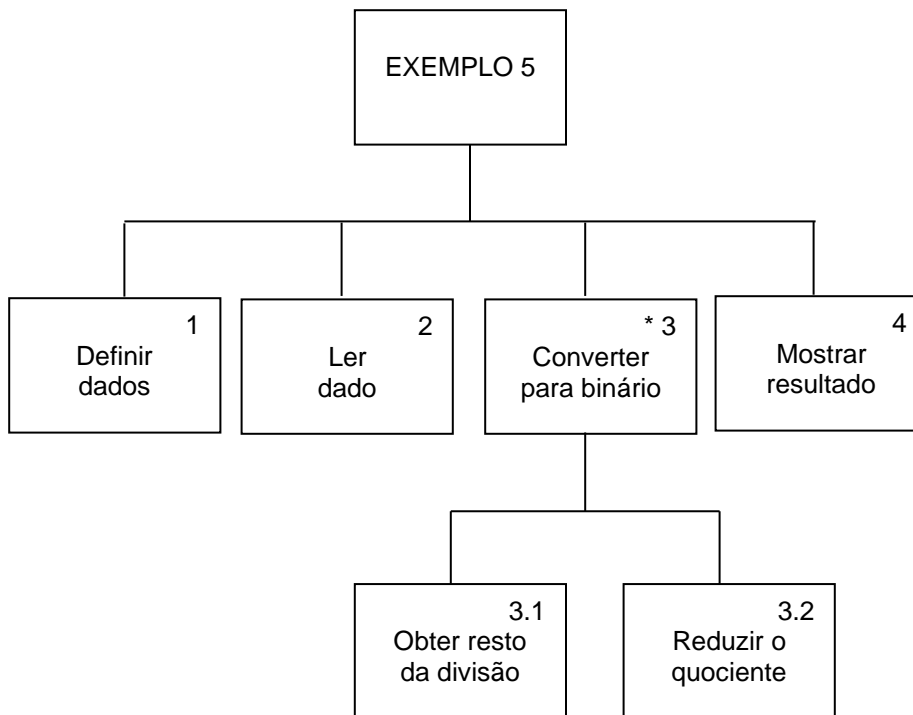 EXEMPLO 5
1
Definir
dados
2
Ler
dado
* 3
Converter
para binário
4
Mostrar
resultado
3.1
Obter resto
da divisão
3.2
Reduzir o
quociente